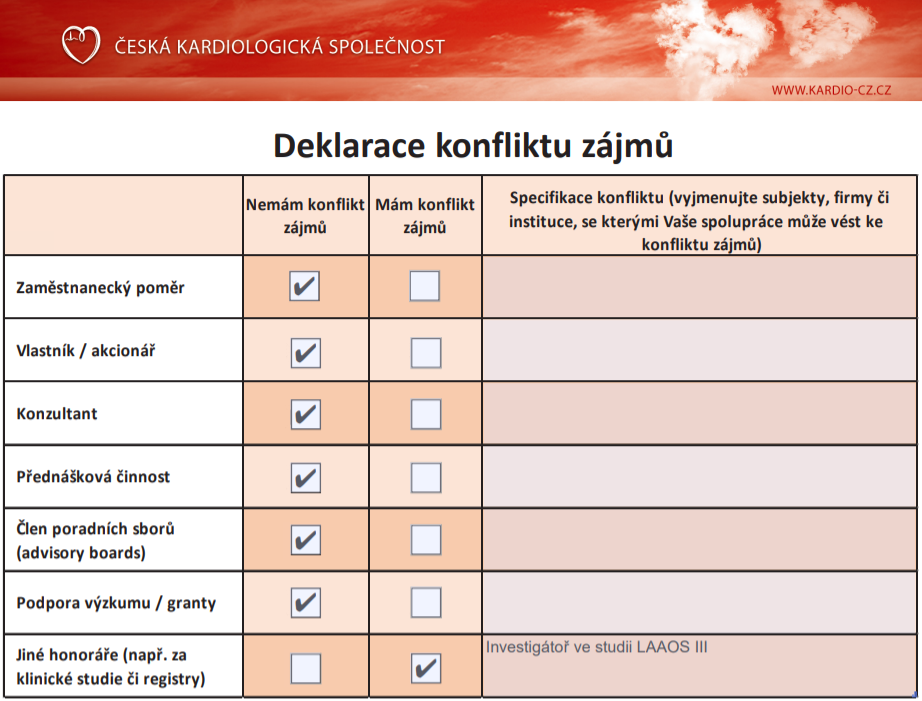 ČESKÁ KARDIOLOGICKÁ SPOLEČNOST
WWW.KARDIO-CZ.CZ
Deklarace konfliktu zájmů
Nemám konflikt
zájmů
Mám konflikt
zájmů
Specifikace konfliktu (vyjmenujte subjekty, firmy či
instituce, se kterými Vaše spolupráce může vést ke
konfliktu zájmů)
Zaměstnanecký poměr
Vlastník / akcionář
Konzultant
Přednášková činnost
Člen poradních sborů
(advisory boards)
Podpora výzkumu / granty
Jiné honoráře (např. za
klinické studie či registry)
Investigátoř ve studii LAAOS III